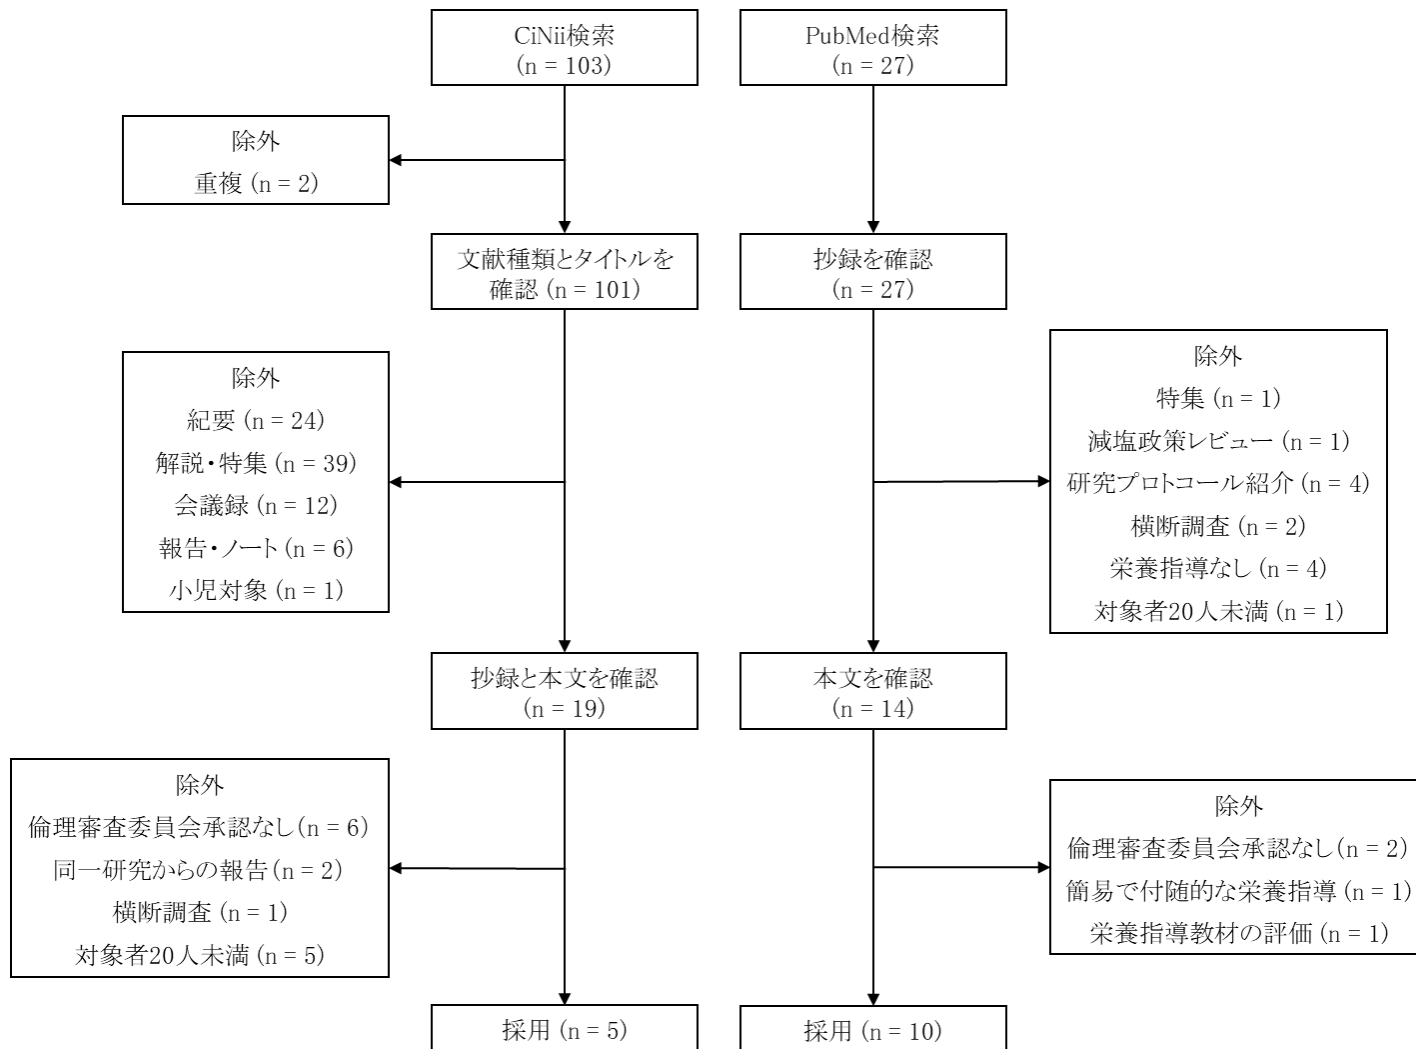 CiNii検索
(n = 103)
PubMed検索
(n = 27)
除外
重複 (n = 2)
文献種類とタイトルを
確認 (n = 101)
抄録を確認
(n = 27)
除外
紀要 (n = 24)
解説・特集 (n = 39)
会議録 (n = 12)
報告・ノート (n = 6)
小児対象 (n = 1)
除外
特集 (n = 1)
減塩政策レビュー (n = 1)
研究プロトコール紹介 (n = 4)
横断調査 (n = 2)
栄養指導なし (n = 4)
対象者20人未満 (n = 1)
抄録と本文を確認
(n = 19)
本文を確認
(n = 14)
除外
倫理審査委員会承認なし(n = 6)
同一研究からの報告(n = 2)
横断調査 (n = 1)
対象者20人未満 (n = 5)
除外
倫理審査委員会承認なし(n = 2)
簡易で付随的な栄養指導 (n = 1)
栄養指導教材の評価 (n = 1)
採用 (n = 5)
採用 (n = 10)